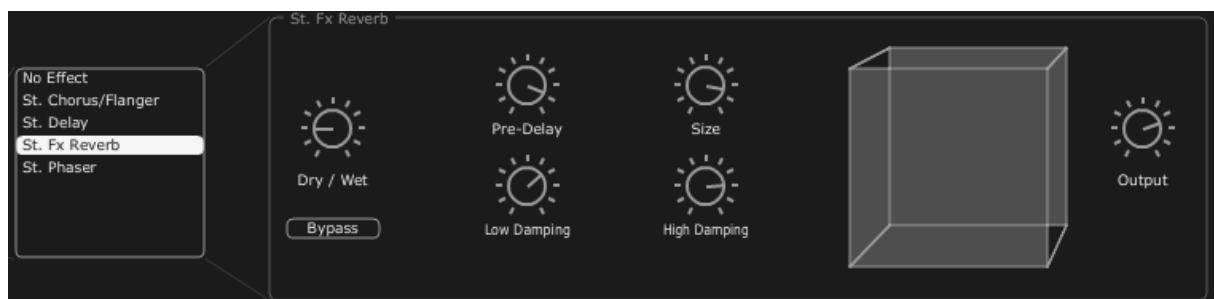 St. Fx Reverb
No Effect
St. Chorus/Flanger
St. Delay
St. Fx Reverb
St. Phaser
Dry / Wet
Bypass
Pre-Delay
Size
Low Damping
High Damping
Output